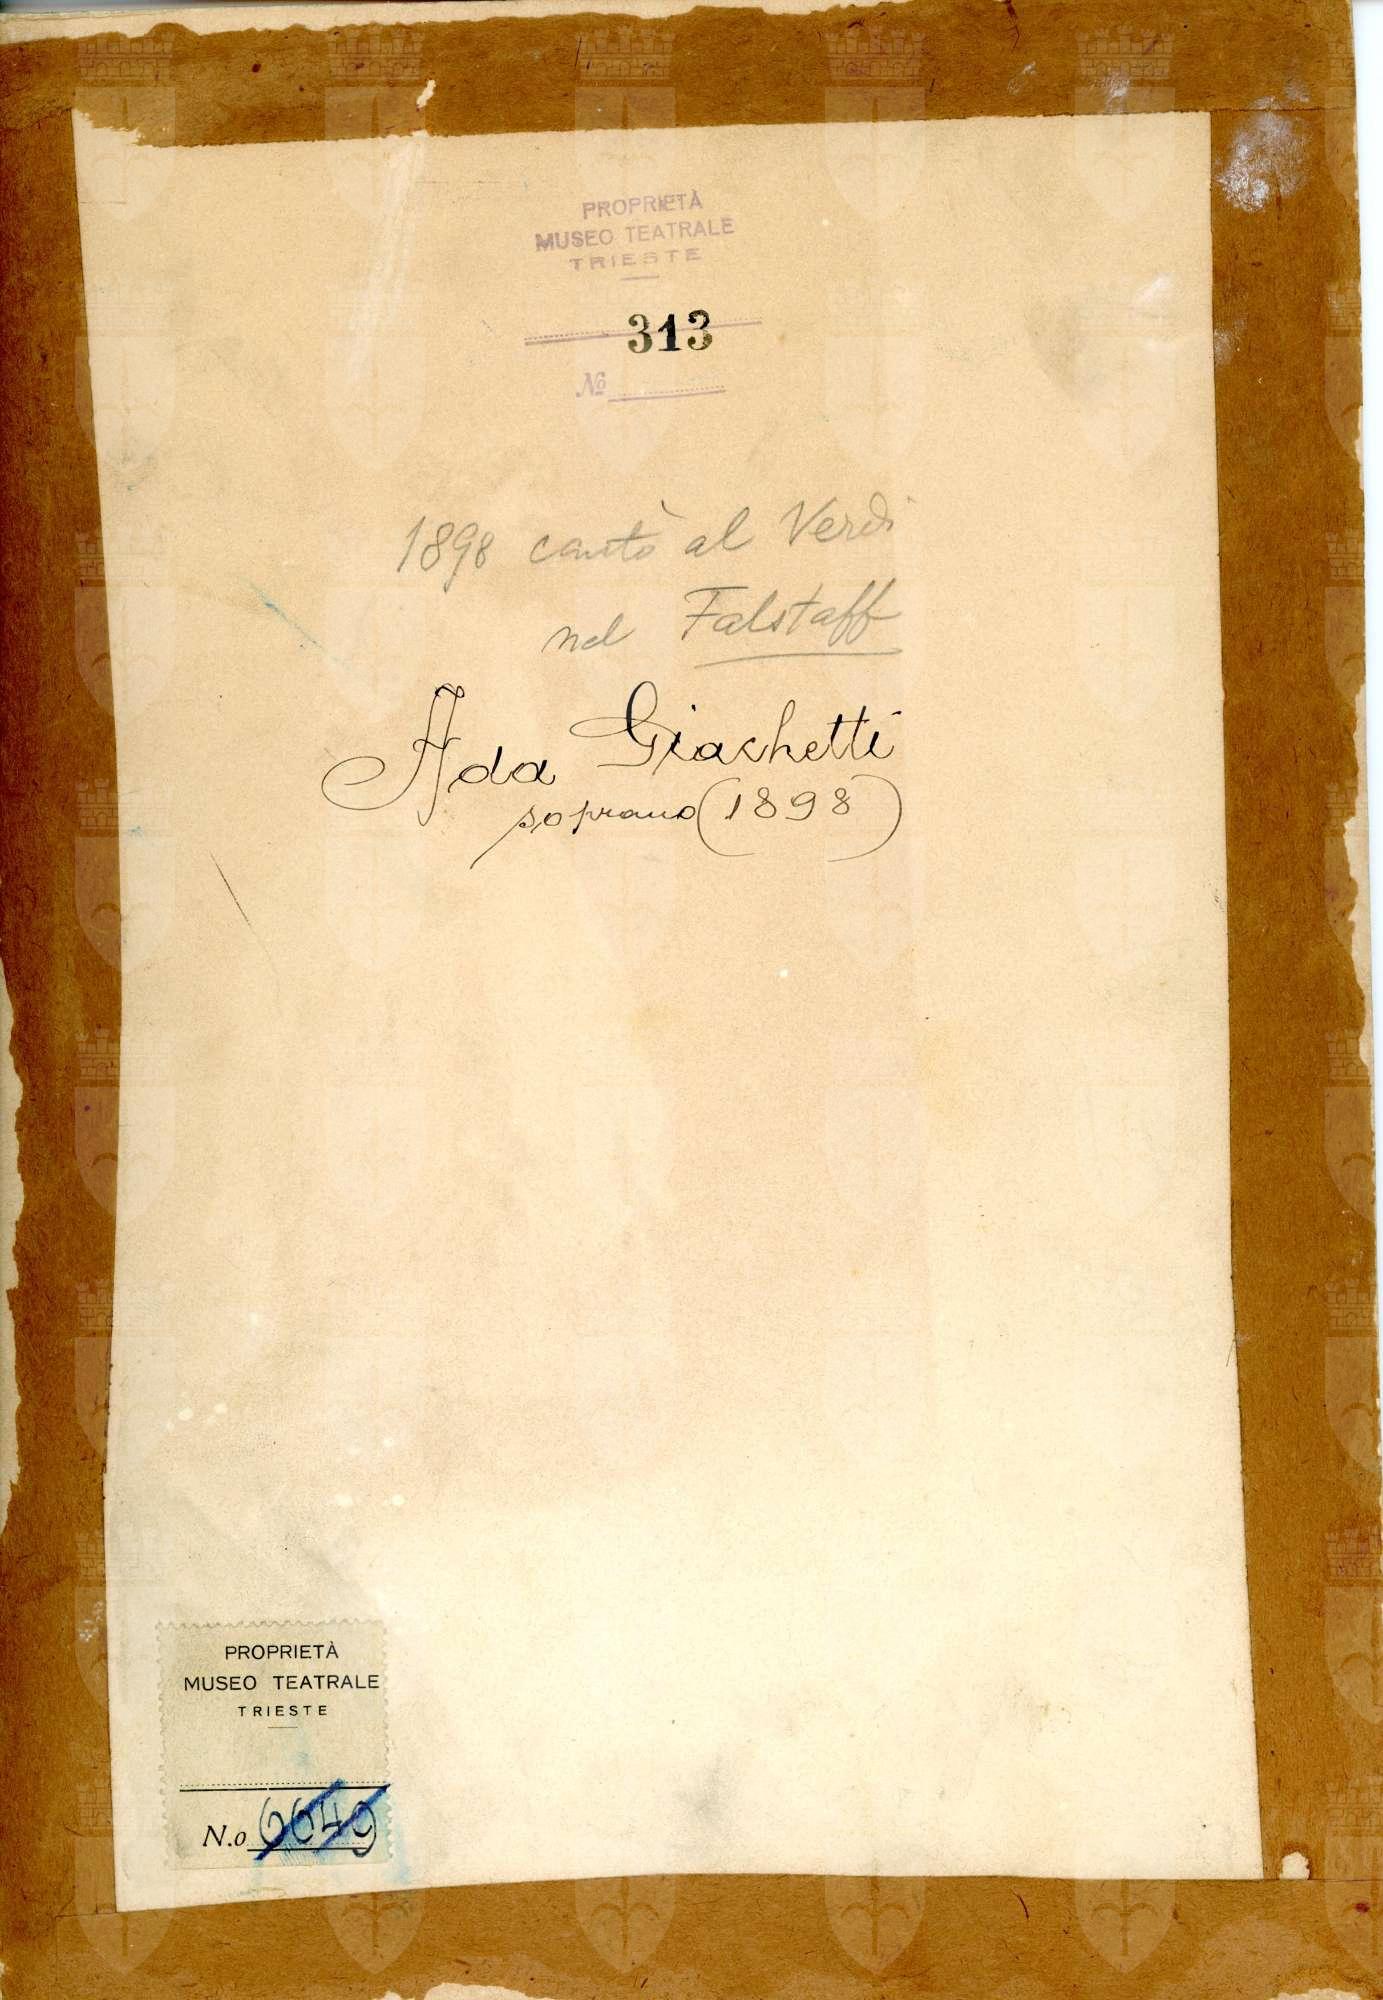 PROPRIETÀ
MUSEO TEATRALE
TRIESTE
313
No
1898 cantò al Verdi
nel Falstaff
Ada Giachetti
soprano (1898)
PROPRIETÀ
MUSEO TEATRALE
TRIESTE
N.o 6649